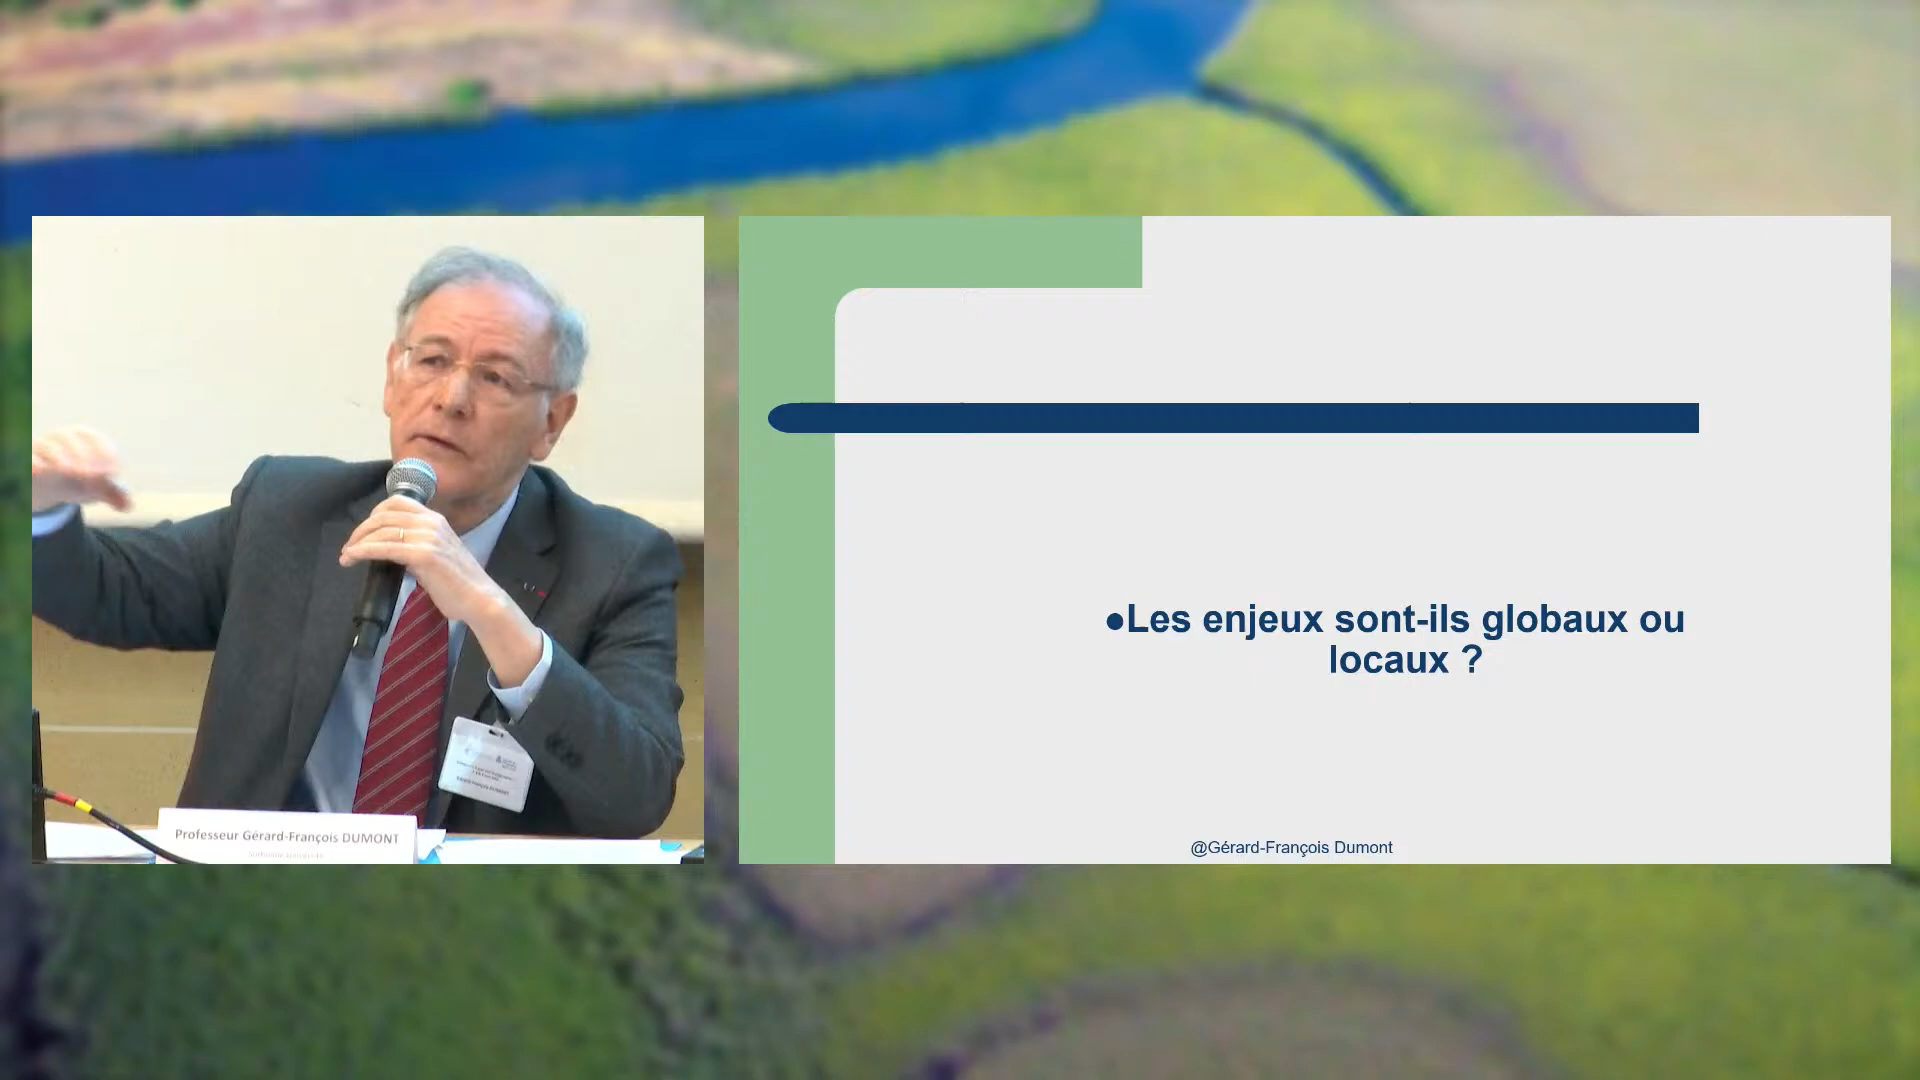 Professeur Gérard-François DUMONT
●Les enjeux sont-ils globaux ou
locaux ?
@Gérard-François Dumont